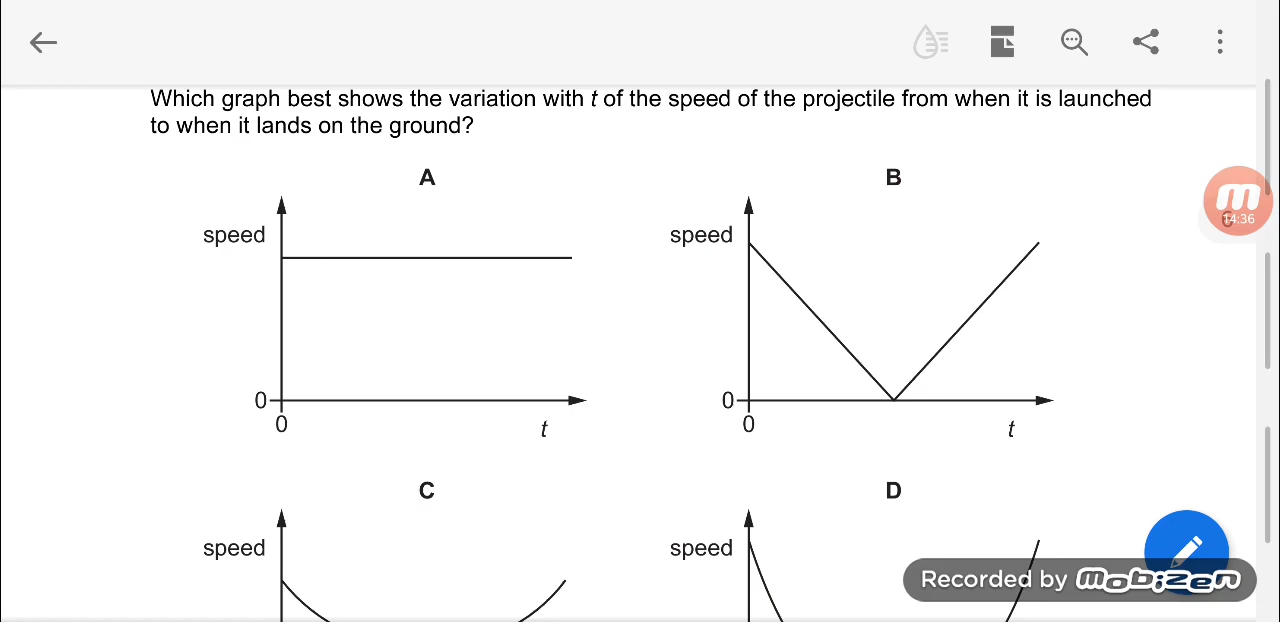 Which graph best shows the variation with t of the speed of the projectile from when it is launched
to when it lands on the ground?
A
B
speed
speed
0
0
0
t
0
t
C
D
speed
speed
14:36
Recorded by Mobizen